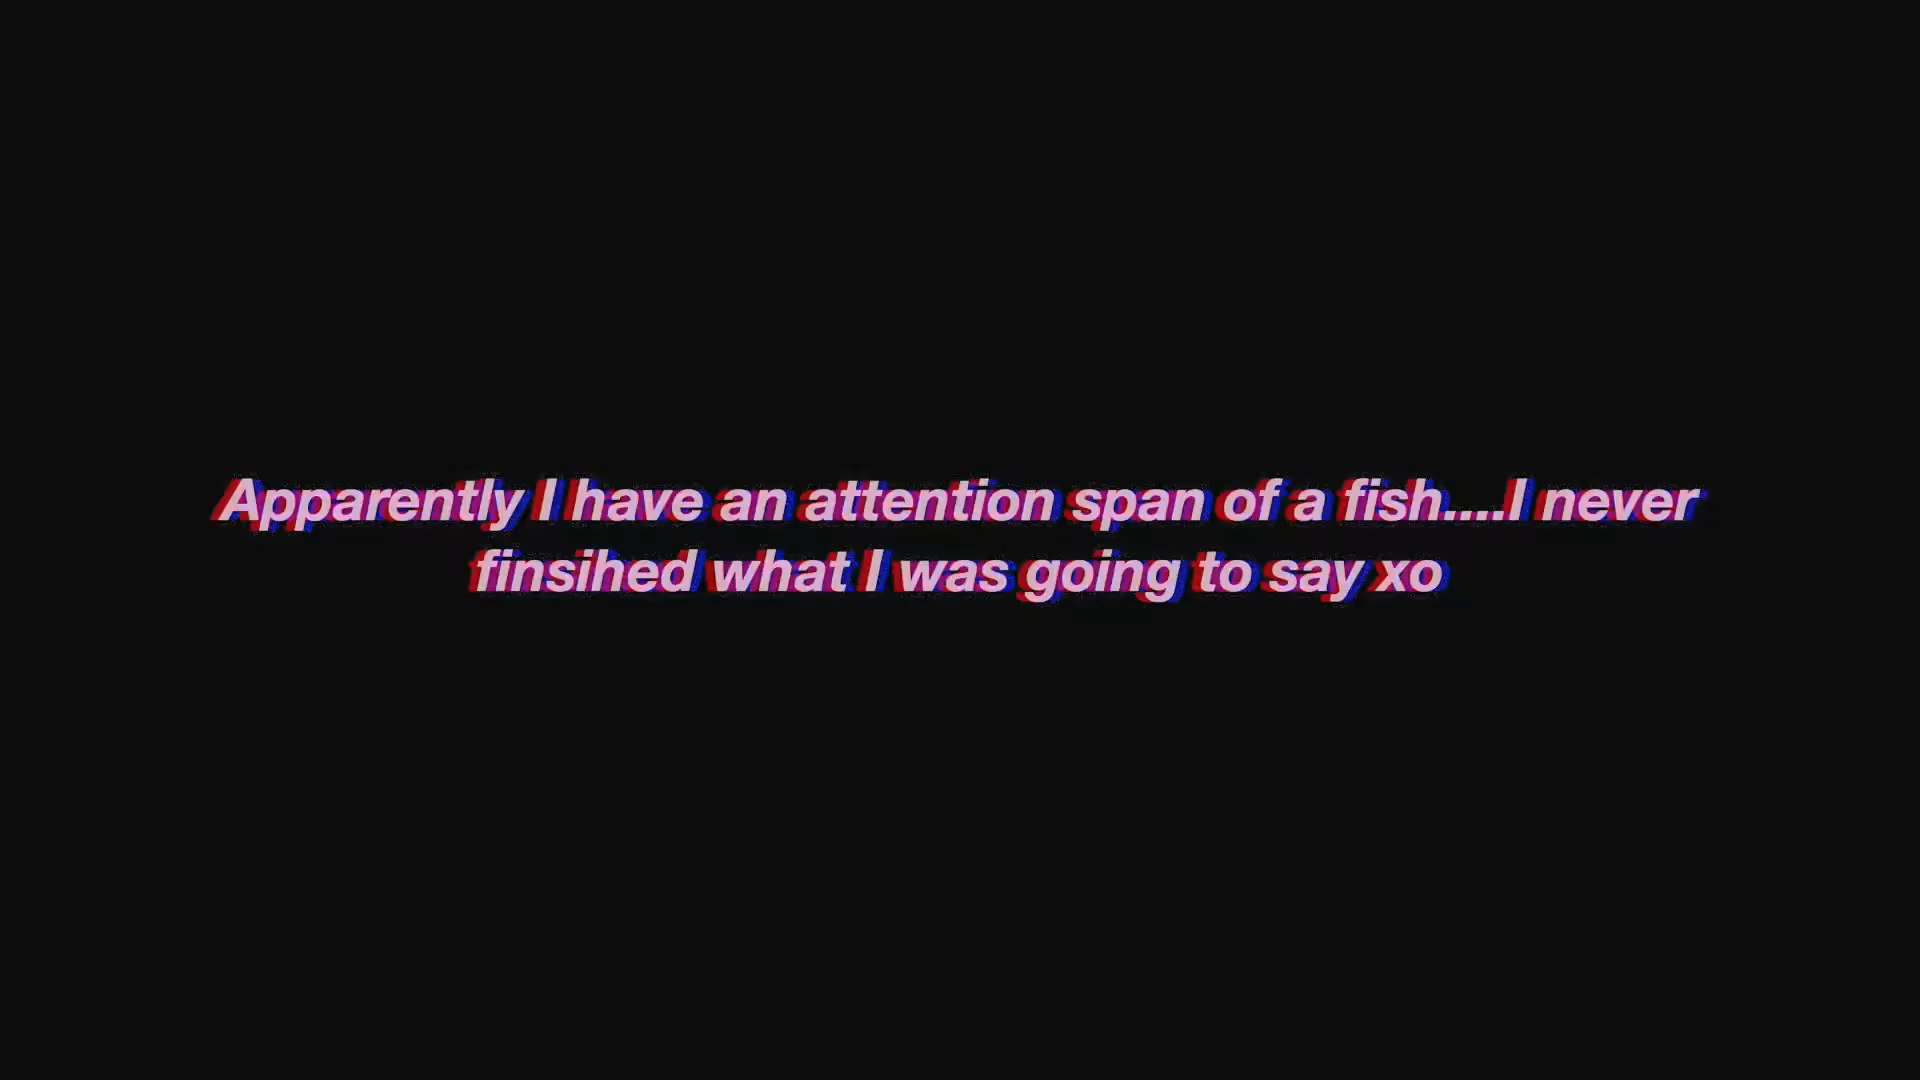 Apparently I have an attention span of a fish....I never
finsihed what I was going to say xo